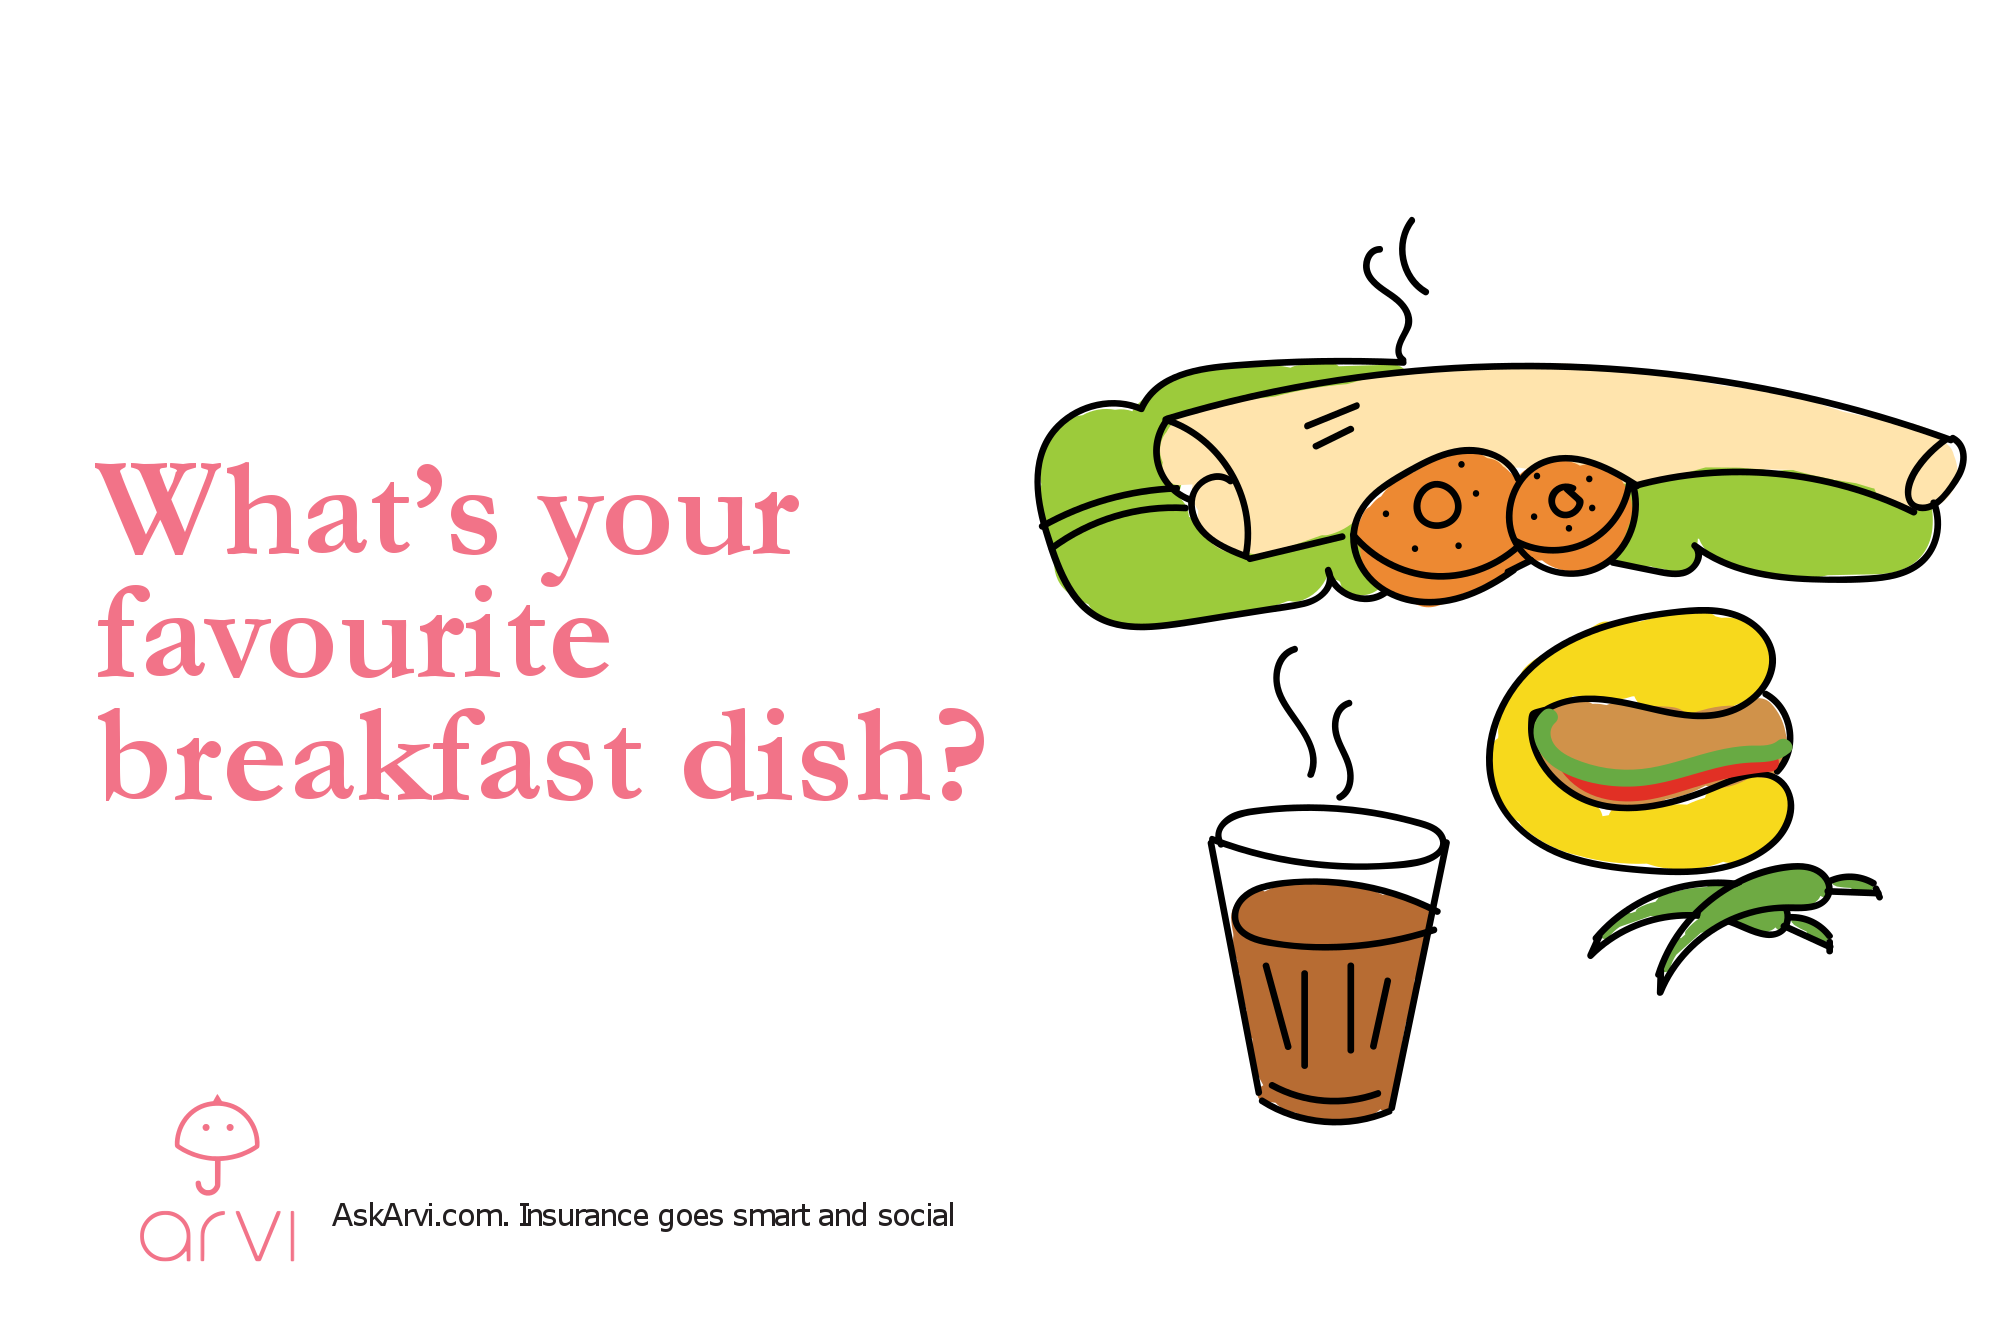 What’s your
favourite
breakfast dish?
arvi
AskArvi.com. Insurance goes smart and social